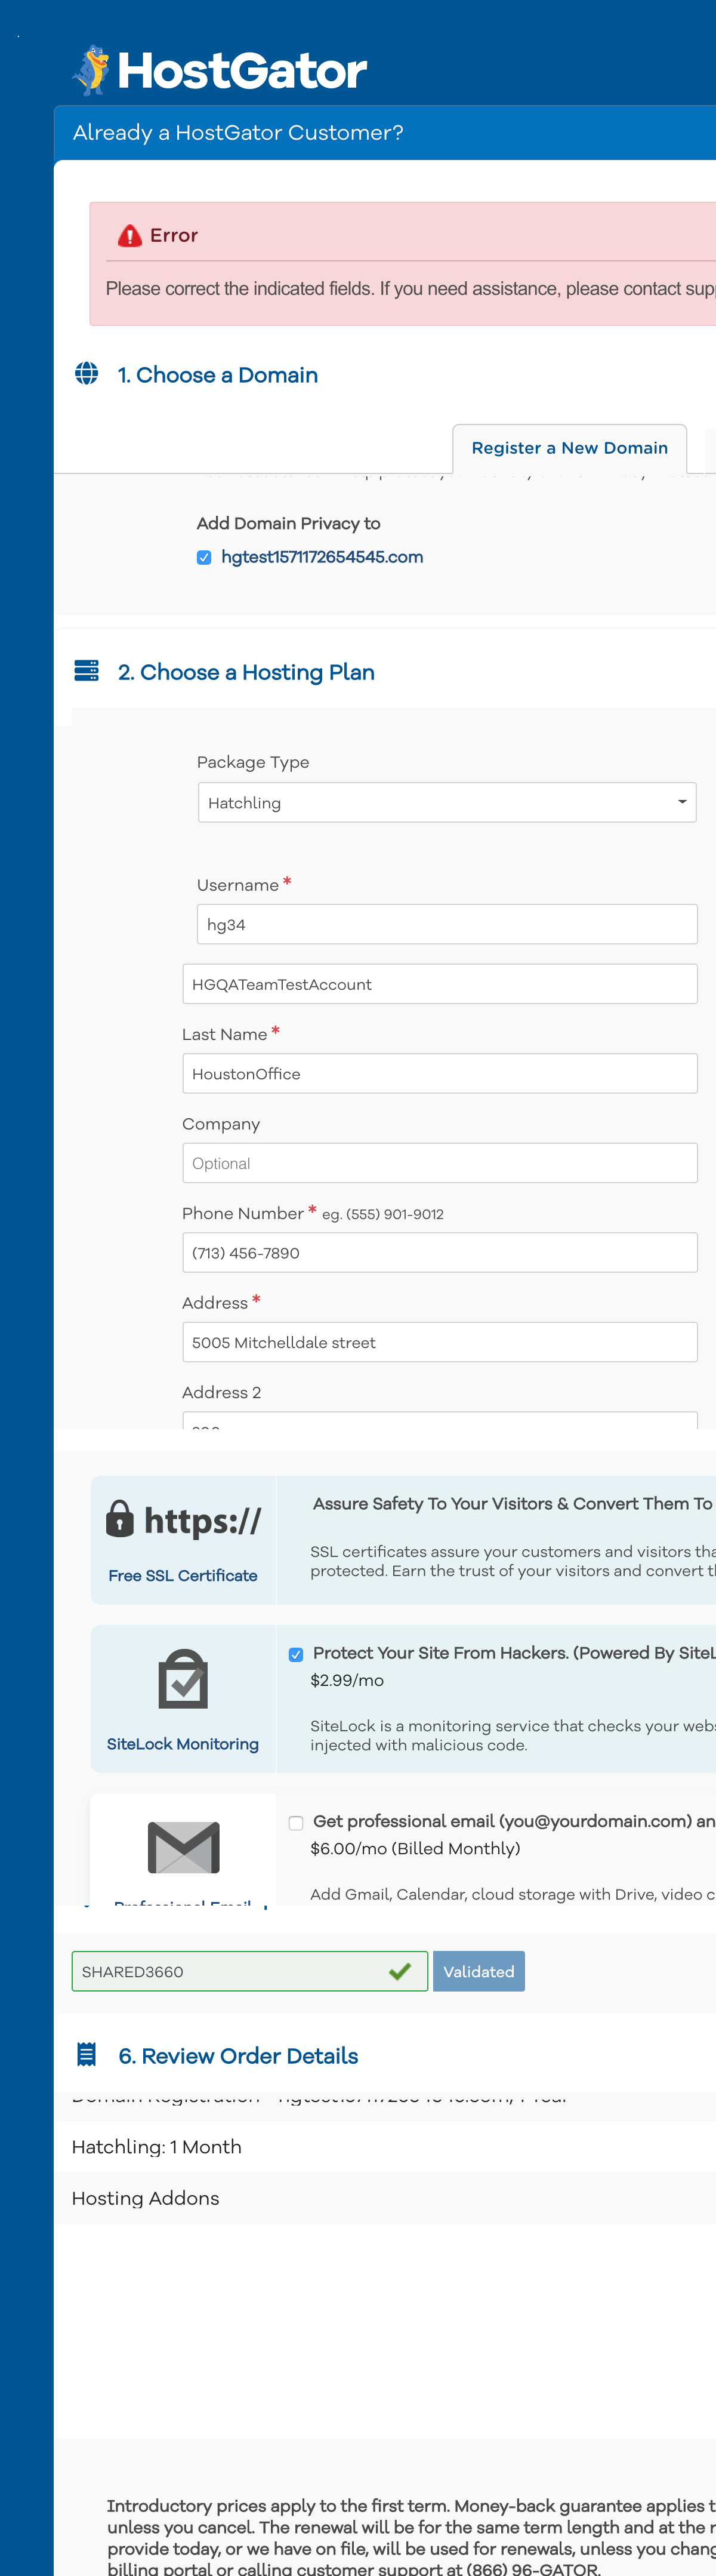 HostGator
Already a HostGator Customer?
Error
Please correct the indicated fields. If you need assistance, please contact
1. Choose a Domain
Register a New Domain
Add Domain Privacy to
hgtest1571172654545.com
2. Choose a Hosting Plan
Package Type
Hatchling
Username *
hg34
HGQATeamTestAccount
Last Name *
HoustonOffice
Company
Optional
Phone Number * eg. (555) 901-9012
(713) 456-7890
Address *
5005 Mitchelldale street
Address 2
https://
Free SSL Certificate
Assure Safety To Your Visitors & Convert Them To
SSL certificates assure your customers and visitors
protected. Earn the trust of your visitors and convert
SiteLock Monitoring
Protect Your Site From Hackers. (Powered By
$2.99/mo
SiteLock is a monitoring service that checks your
injected with malicious code.
Get professional email (you@yourdomain.com)
$6.00/mo (Billed Monthly)
Add Gmail, Calendar, cloud storage with Drive, video
SHARED3660
Validated
6. Review Order Details
Hatchling: 1 Month
Hosting Addons
Introductory prices apply to the first term. Money-back guarantee applies
unless you cancel. The renewal will be for the same term length and at the
provide today, or we have on file, will be used for renewals, unless you
billing portal or calling customer support at (866) 96-GATOR.